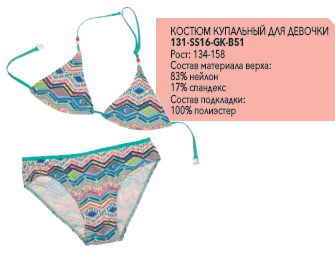 КОСТЮМ КУПАЛЬНЫЙ ДЛЯ ДЕВОЧКИ
131-SS16-GK-B51
Рост: 134-158
Состав материала верха:
83% нейлон
17% спандекс
Состав подкладки:
100% полиэстер